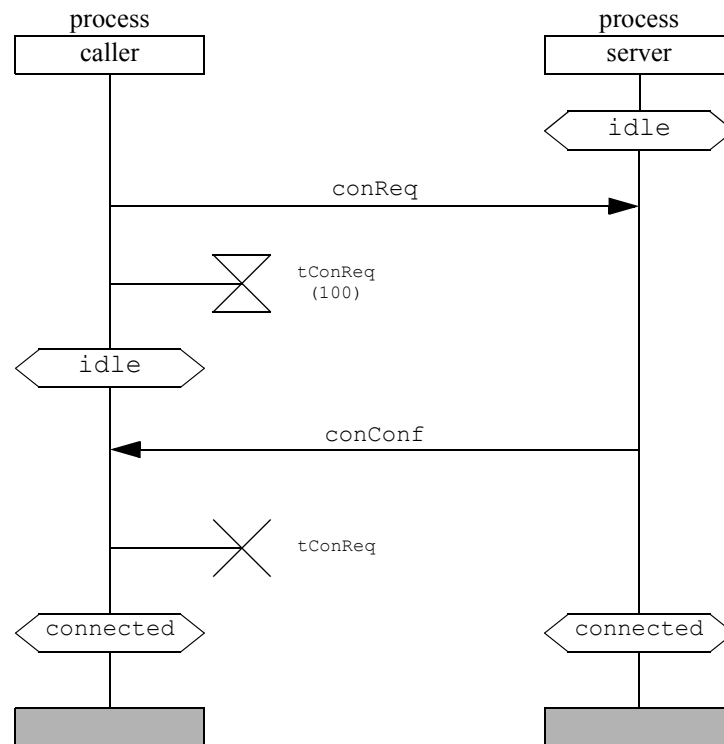 process
process
caller
server
idle
conReq
tConReq
(100)
idle
conConf
tConReq
connected
connected